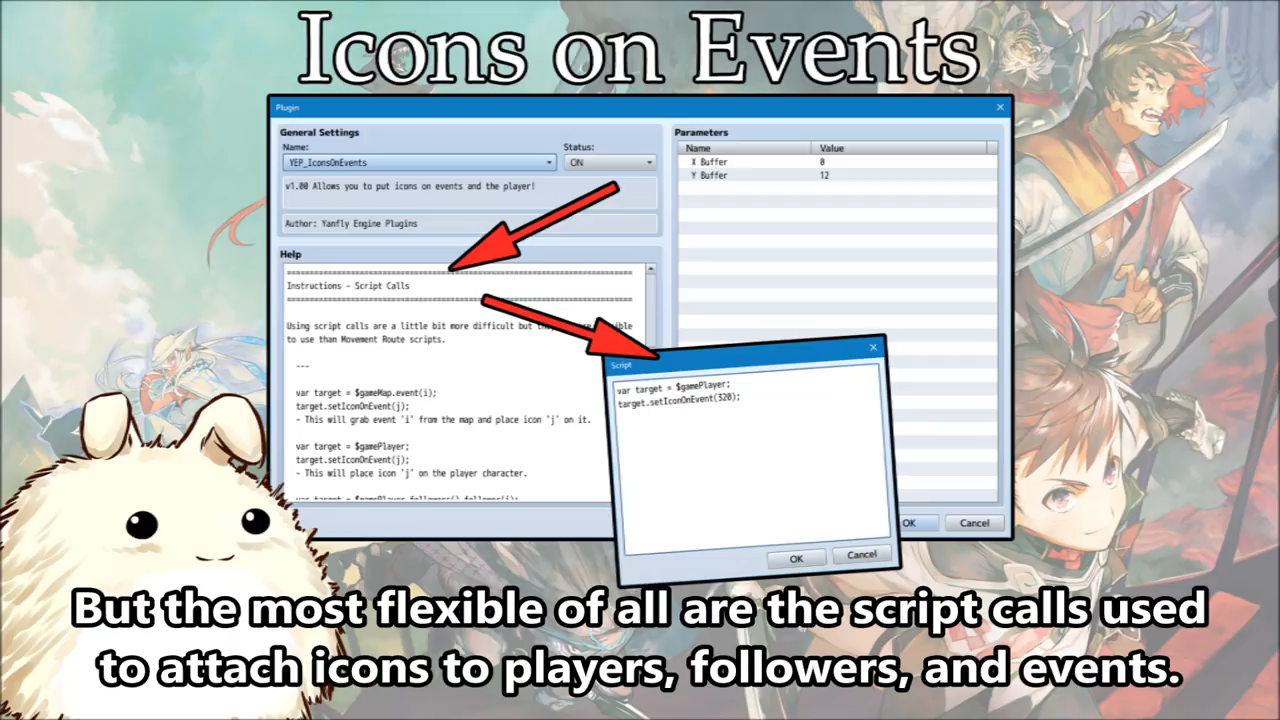 Icons on Events
Plugin
General Settings
Name:
Status:
YEP_IconsOnEvents
ON
v1.00 Allows you to put icons on events and the player!
Author: Yanfly Engine Plugins
Help
==============================================================================
Instructions - Script Calls
==============================================================================
Using script calls are a little bit more difficult but
to use than Movement Route scripts.
---
var target = $gameMap.event(i);
target.setIconOnEvent(j);
- This will grab event 'i' from the map and place icon 'j' on it.
var target = $gamePlayer;
target.setIconOnEvent(j);
- This will place icon 'j' on the player character.
var target = $gamePlayer.followers().follower(i);
Parameters
Name Value
X Buffer 0
Y Buffer 12
OK Cancel
Script
var target = $gamePlayer;
target.setIconOnEvent(320);
OK Cancel
But the most flexible of all are the script calls used
to attach icons to players, followers, and events.